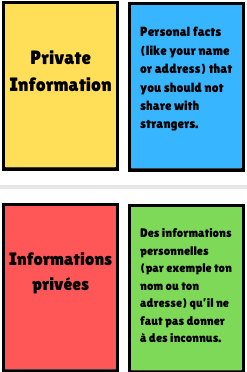 Private
Information
Personal facts
(like your name
or address) that
you should not
share with
strangers.
Informations
privées
Des informations
personnelles
(par exemple ton
nom ou ton
adresse) qu'il ne
faut pas donner
à des inconnus.